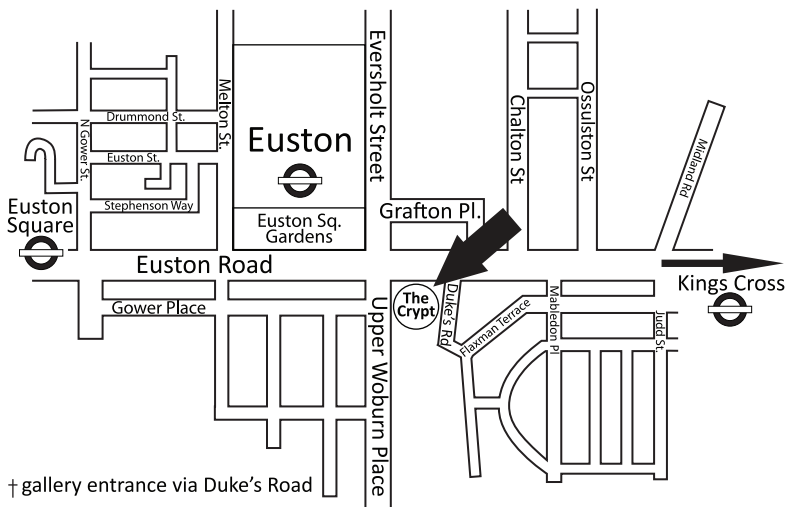 Eversholt Street
Melton St.
Chalton St
Ossulston St
Drummond St.
N Gower St.
Euston
Midland Rd
Euston St.
Stephenson Way
Euston
Square
Euston Sq.
Gardens
Grafton Pl.
Euston Road
Kings Cross
Gower Place
The
Crypt
Duke's Rd
Upper Woburn Place
Flaxman Terrace
Mabledon Pl
Judd St.
† gallery entrance via Duke's Road